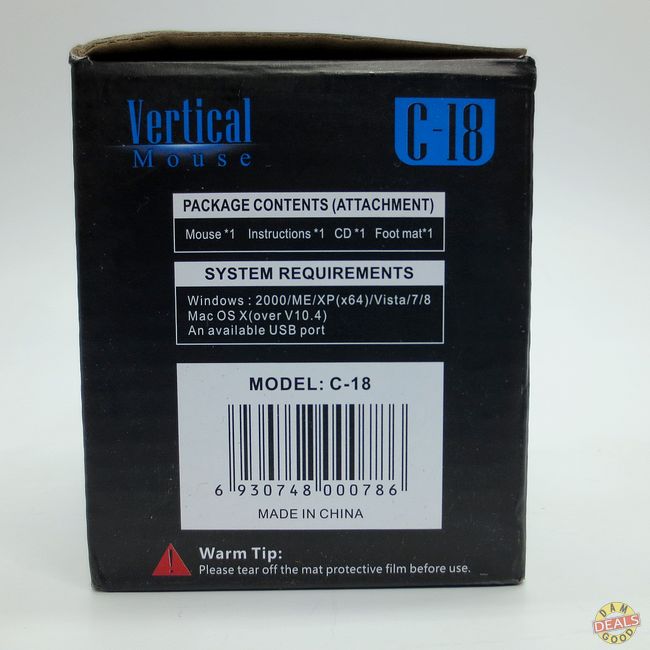 Vertical
Mouse
C-18
PACKAGE CONTENTS (ATTACHMENT)
Mouse *1 Instructions *1 CD *1 Foot mat*1
SYSTEM REQUIREMENTS
Windows : 2000/ME/XP(x64)/Vista/7/8
Mac OS X(over V10.4)
An available USB port
MODEL: C-18
6 930748 000786
MADE IN CHINA
Warm Tip:
Please tear off the mat protective film before use.
DAM
DEALS
GOOD